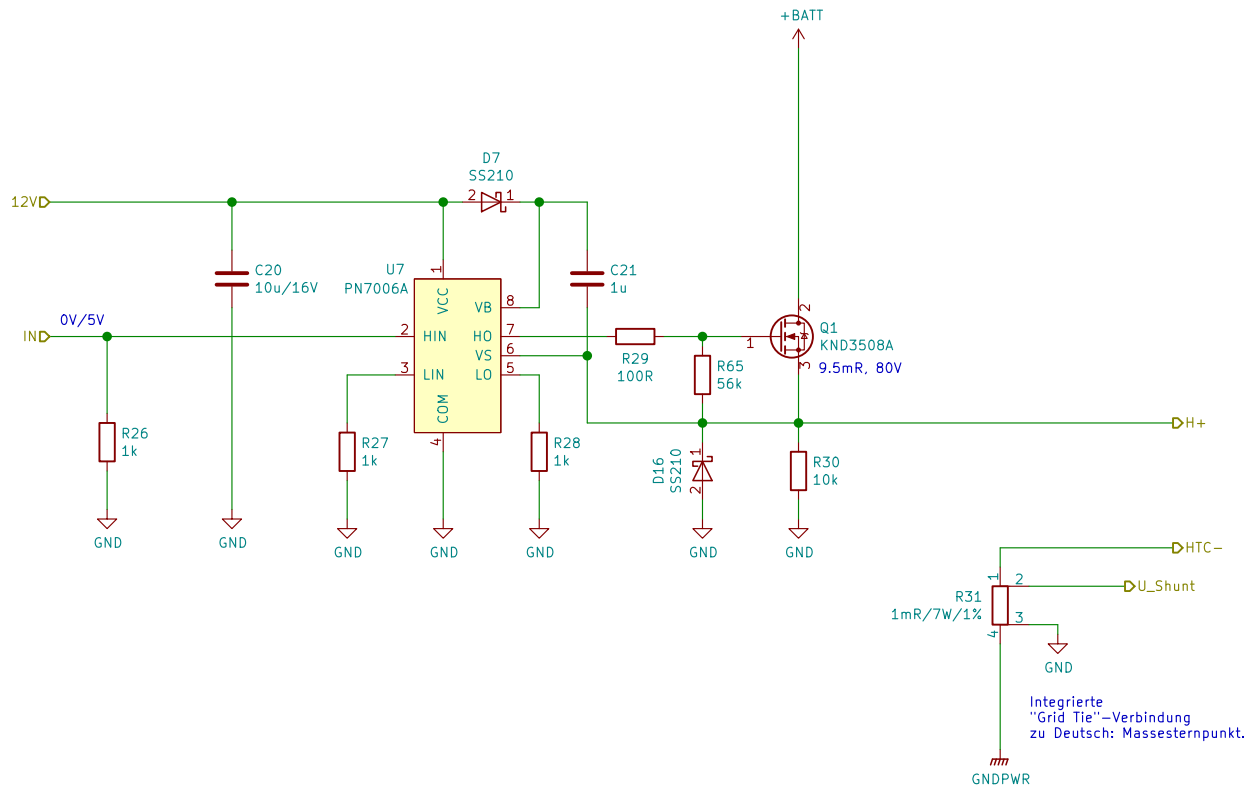 +BATT
D7
SS210
12V
2
1
C20
10u/16V
U7
PN7006A
1
VCC
VB
8
C21
1u
0V/5V
IN
2
HIN
HO
7
VS
6
3
LIN
LO
5
COM
4
R29
100R
R65
56k
1
2
3
Q1
KND3508A
9.5mR, 80V
H+
R26
1k
R27
1k
R28
1k
D16
SS210
1
2
R30
10k
GND
GND
GND
GND
GND
GND
GND
HTC-
1
2
U_Shunt
R31
1mR/7W/1%
3
4
GND
Integrierte
"Grid Tie"-Verbindung
zu Deutsch: Massesternpunkt.
GNDPWR